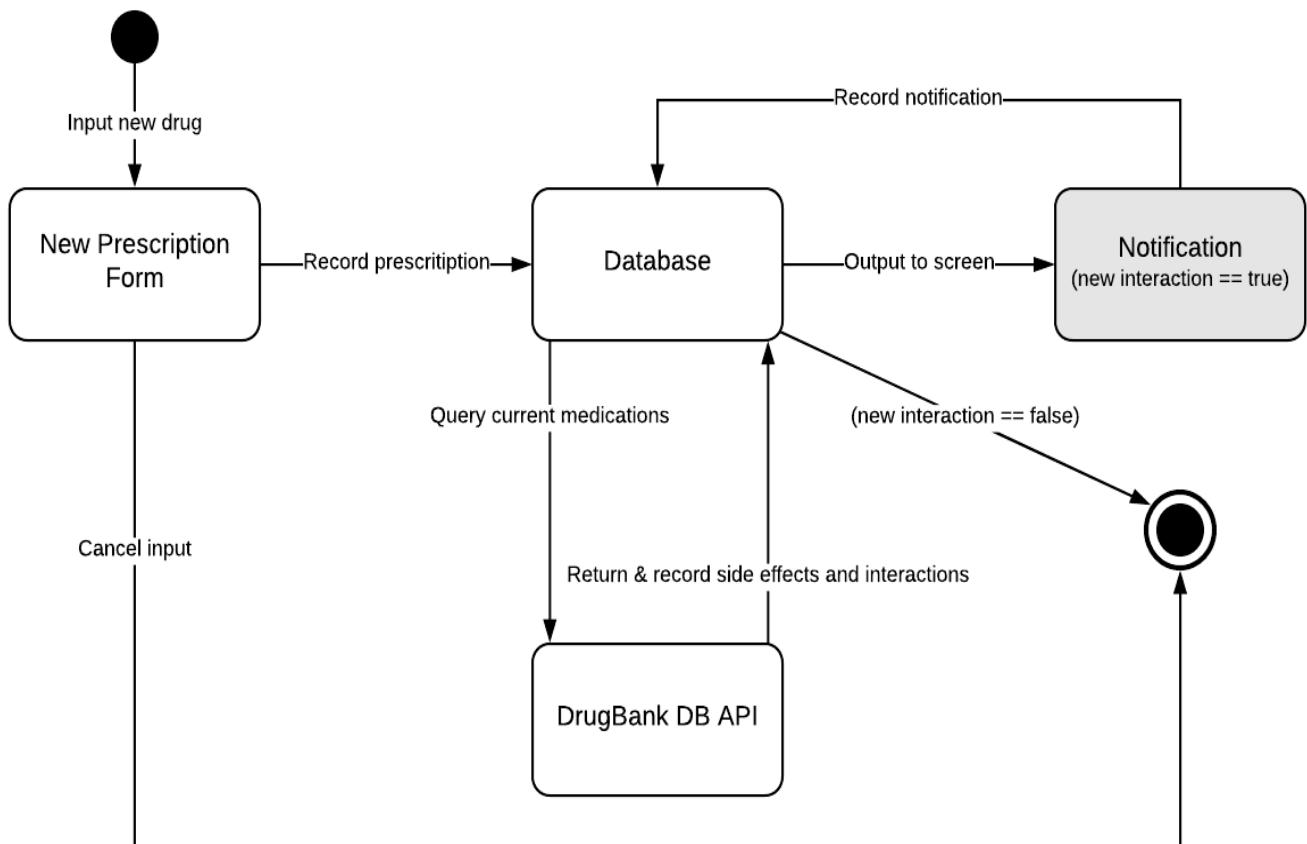 Record notification
Input new drug
New Prescription
Form
Record prescritiption
Database
Output to screen
Notification
(new interaction == true)
Query current medications
(new interaction == false)
Cancel input
Return & record side effects and interactions
DrugBank DB API